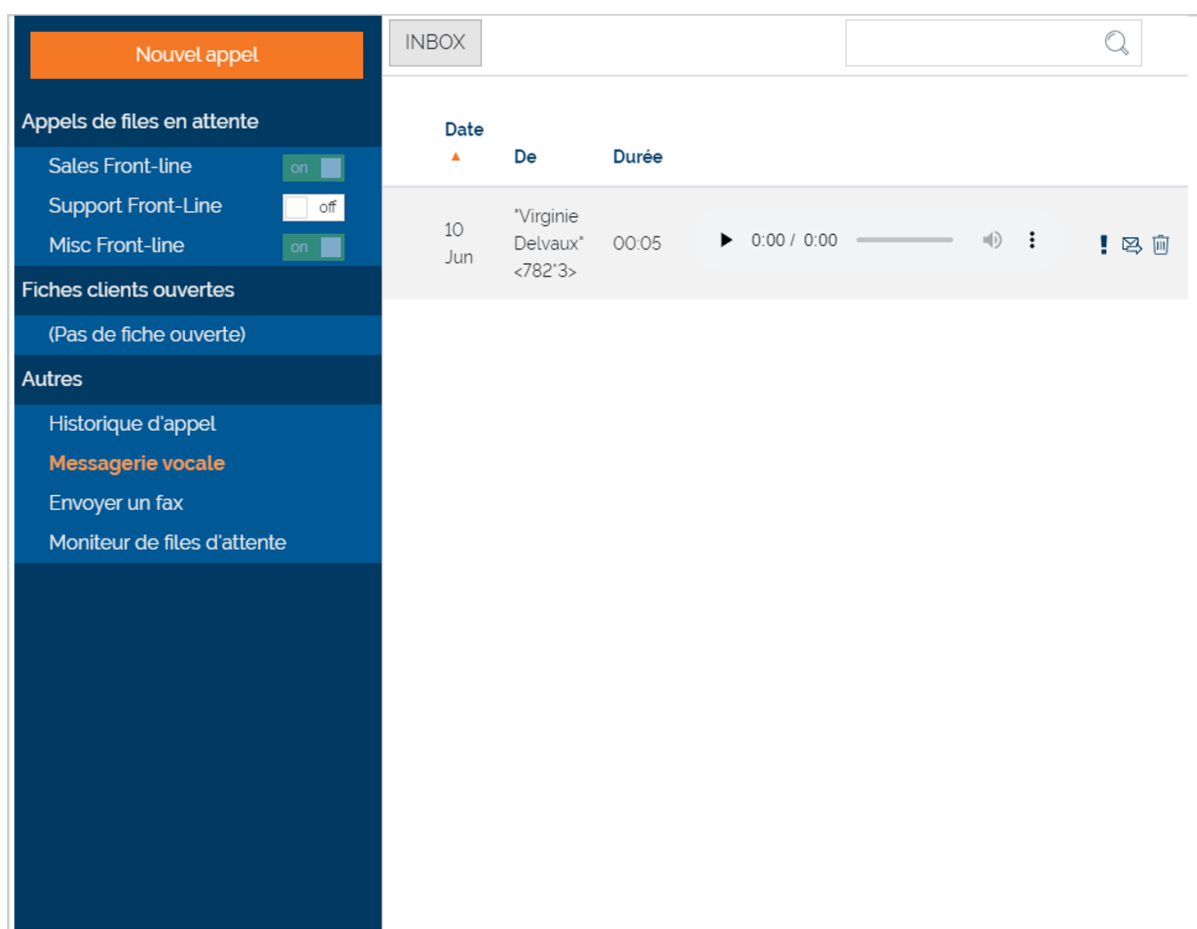 Nouvel appel
Appels de files en attente
Sales Front-line on
Support Front-Line off
Misc Front-line on
Fiches clients ouvertes
(Pas de fiche ouverte)
Autres
Historique d'appel
Messagerie vocale
Envoyer un fax
Moniteur de files d'attente
INBOX
Date
De Durée
10
Jun
"Virginie
Delvaux"
<782*3>
00:05
0:00 / 0:00